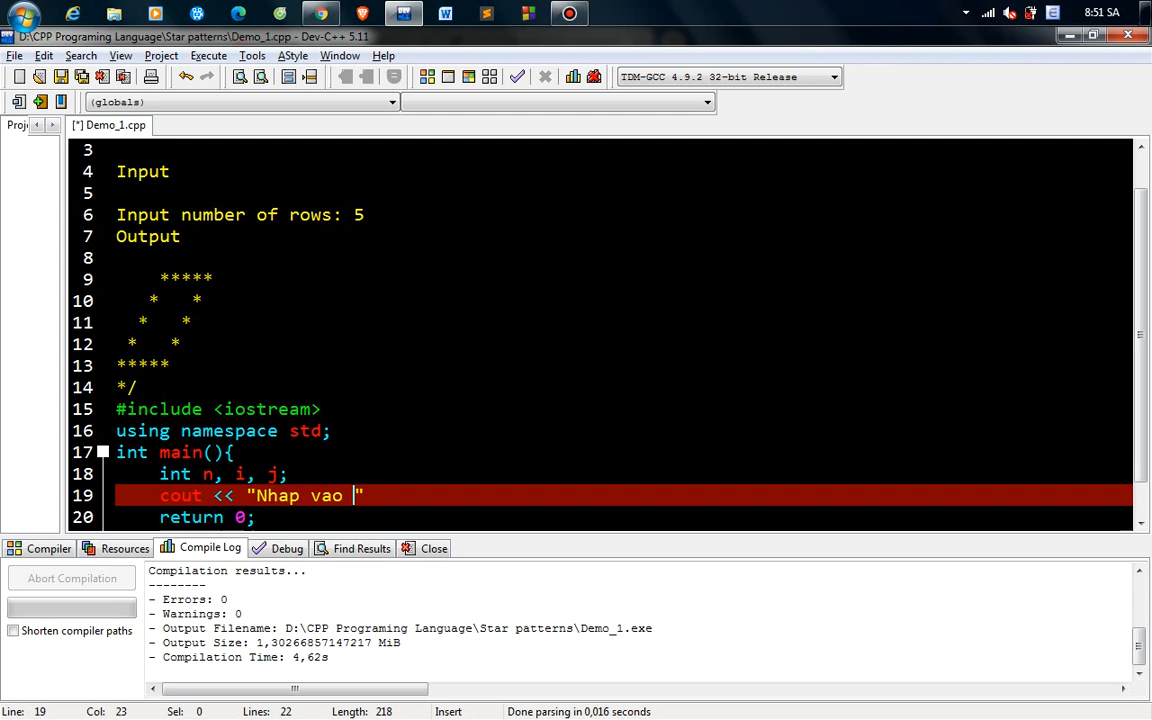 8:51 SA
D:\CPP Programing Language\Star patterns\Demo_1.cpp - Dev-C++ 5.11
File Edit Search View Project Execute Tools AStyle Window Help
TDM-GCC 4.9.2 32-bit Release
(globals)
Proj [*] Demo_1.cpp
3
4 Input
5
6 Input number of rows: 5
7 Output
8
9     *****
10    *   *
11   *   *
12  *   *
13 *****
14 */
15 #include <iostream>
16 using namespace std;
17 int main(){
18     int n, i, j;
19     cout << "Nhap vao "
20     return 0;
Compiler Resources Compile Log Debug Find Results Close
Abort Compilation
Shorten compiler paths
Compilation results...
--------
- Errors: 0
- Warnings: 0
- Output Filename: D:\CPP Programing Language\Star patterns\Demo_1.exe
- Output Size: 1,30266857147217 MiB
- Compilation Time: 4,62s
Line: 19 Col: 23 Sel: 0 Lines: 22 Length: 218 Insert Done parsing in 0,016 seconds